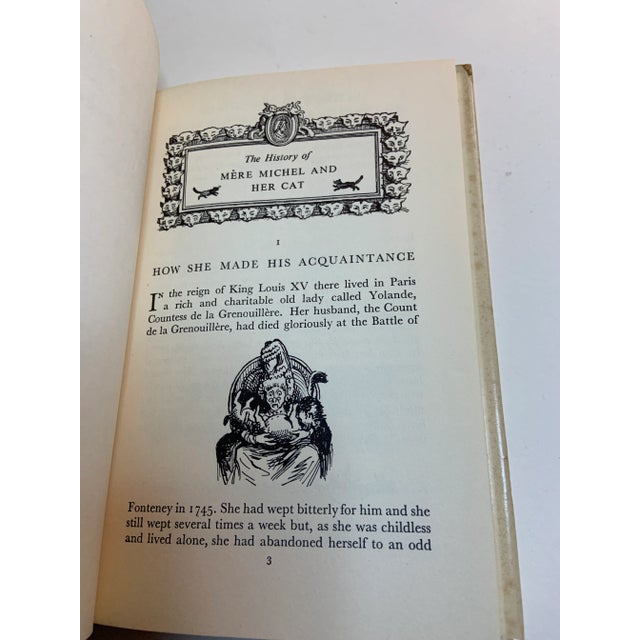 The History of
MÈRE MICHEL AND
HER CAT
I
HOW SHE MADE HIS ACQUAINTANCE
IN the reign of King Louis XV there lived in Paris
a rich and charitable old lady called Yolande,
Countess de la Grenouillère. Her husband, the Count
de la Grenouillère, had died gloriously at the Battle of
Fonteney in 1745. She had wept bitterly for him and she
still wept several times a week but, as she was childless
and lived alone, she had abandoned herself to an odd
3